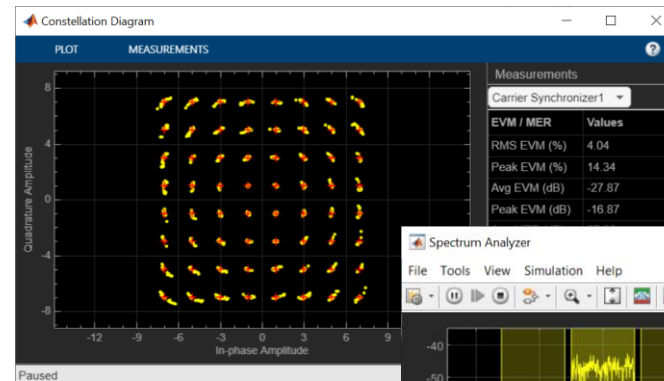 Constellation Diagram
PLOT MEASUREMENTS
Measurements
Carrier Synchronizer1
EVM / MER Values
RMS EVM (%) 4.04
Peak EVM (%) 14.34
Avg EVM (dB) -27.87
Peak EVM (dB) -16.87
8
4
0
-4
-8
Quadrature Amplitude
-12 -9 -6 -3 0 3 6 9
In-phase Amplitude
Paused
Spectrum Analyzer
File Tools View Simulation Help
-40
-50